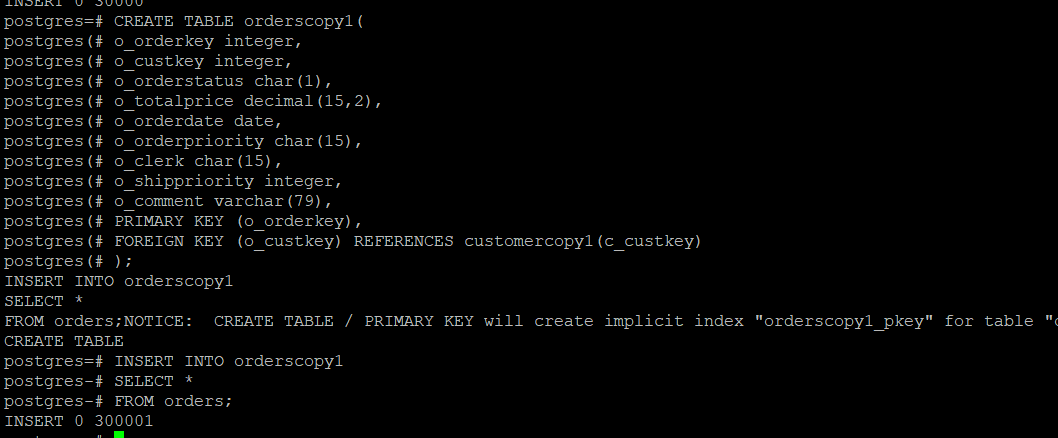 INSERT 0 30000
postgres=# CREATE TABLE orderscopy1(
postgres(# o_orderkey integer,
postgres(# o_custkey integer,
postgres(# o_orderstatus char(1),
postgres(# o_totalprice decimal(15,2),
postgres(# o_orderdate date,
postgres(# o_orderpriority char(15),
postgres(# o_clerk char(15),
postgres(# o_shippriority integer,
postgres(# o_comment varchar(79),
postgres(# PRIMARY KEY (o_orderkey),
postgres(# FOREIGN KEY (o_custkey) REFERENCES customercopy1(c_custkey)
postgres(# );
INSERT INTO orderscopy1
SELECT *
FROM orders;NOTICE:  CREATE TABLE / PRIMARY KEY will create implicit index "orderscopy1_pkey" for table "o
CREATE TABLE
postgres=# INSERT INTO orderscopy1
postgres-# SELECT *
postgres-# FROM orders;
INSERT 0 300001
postgres=#